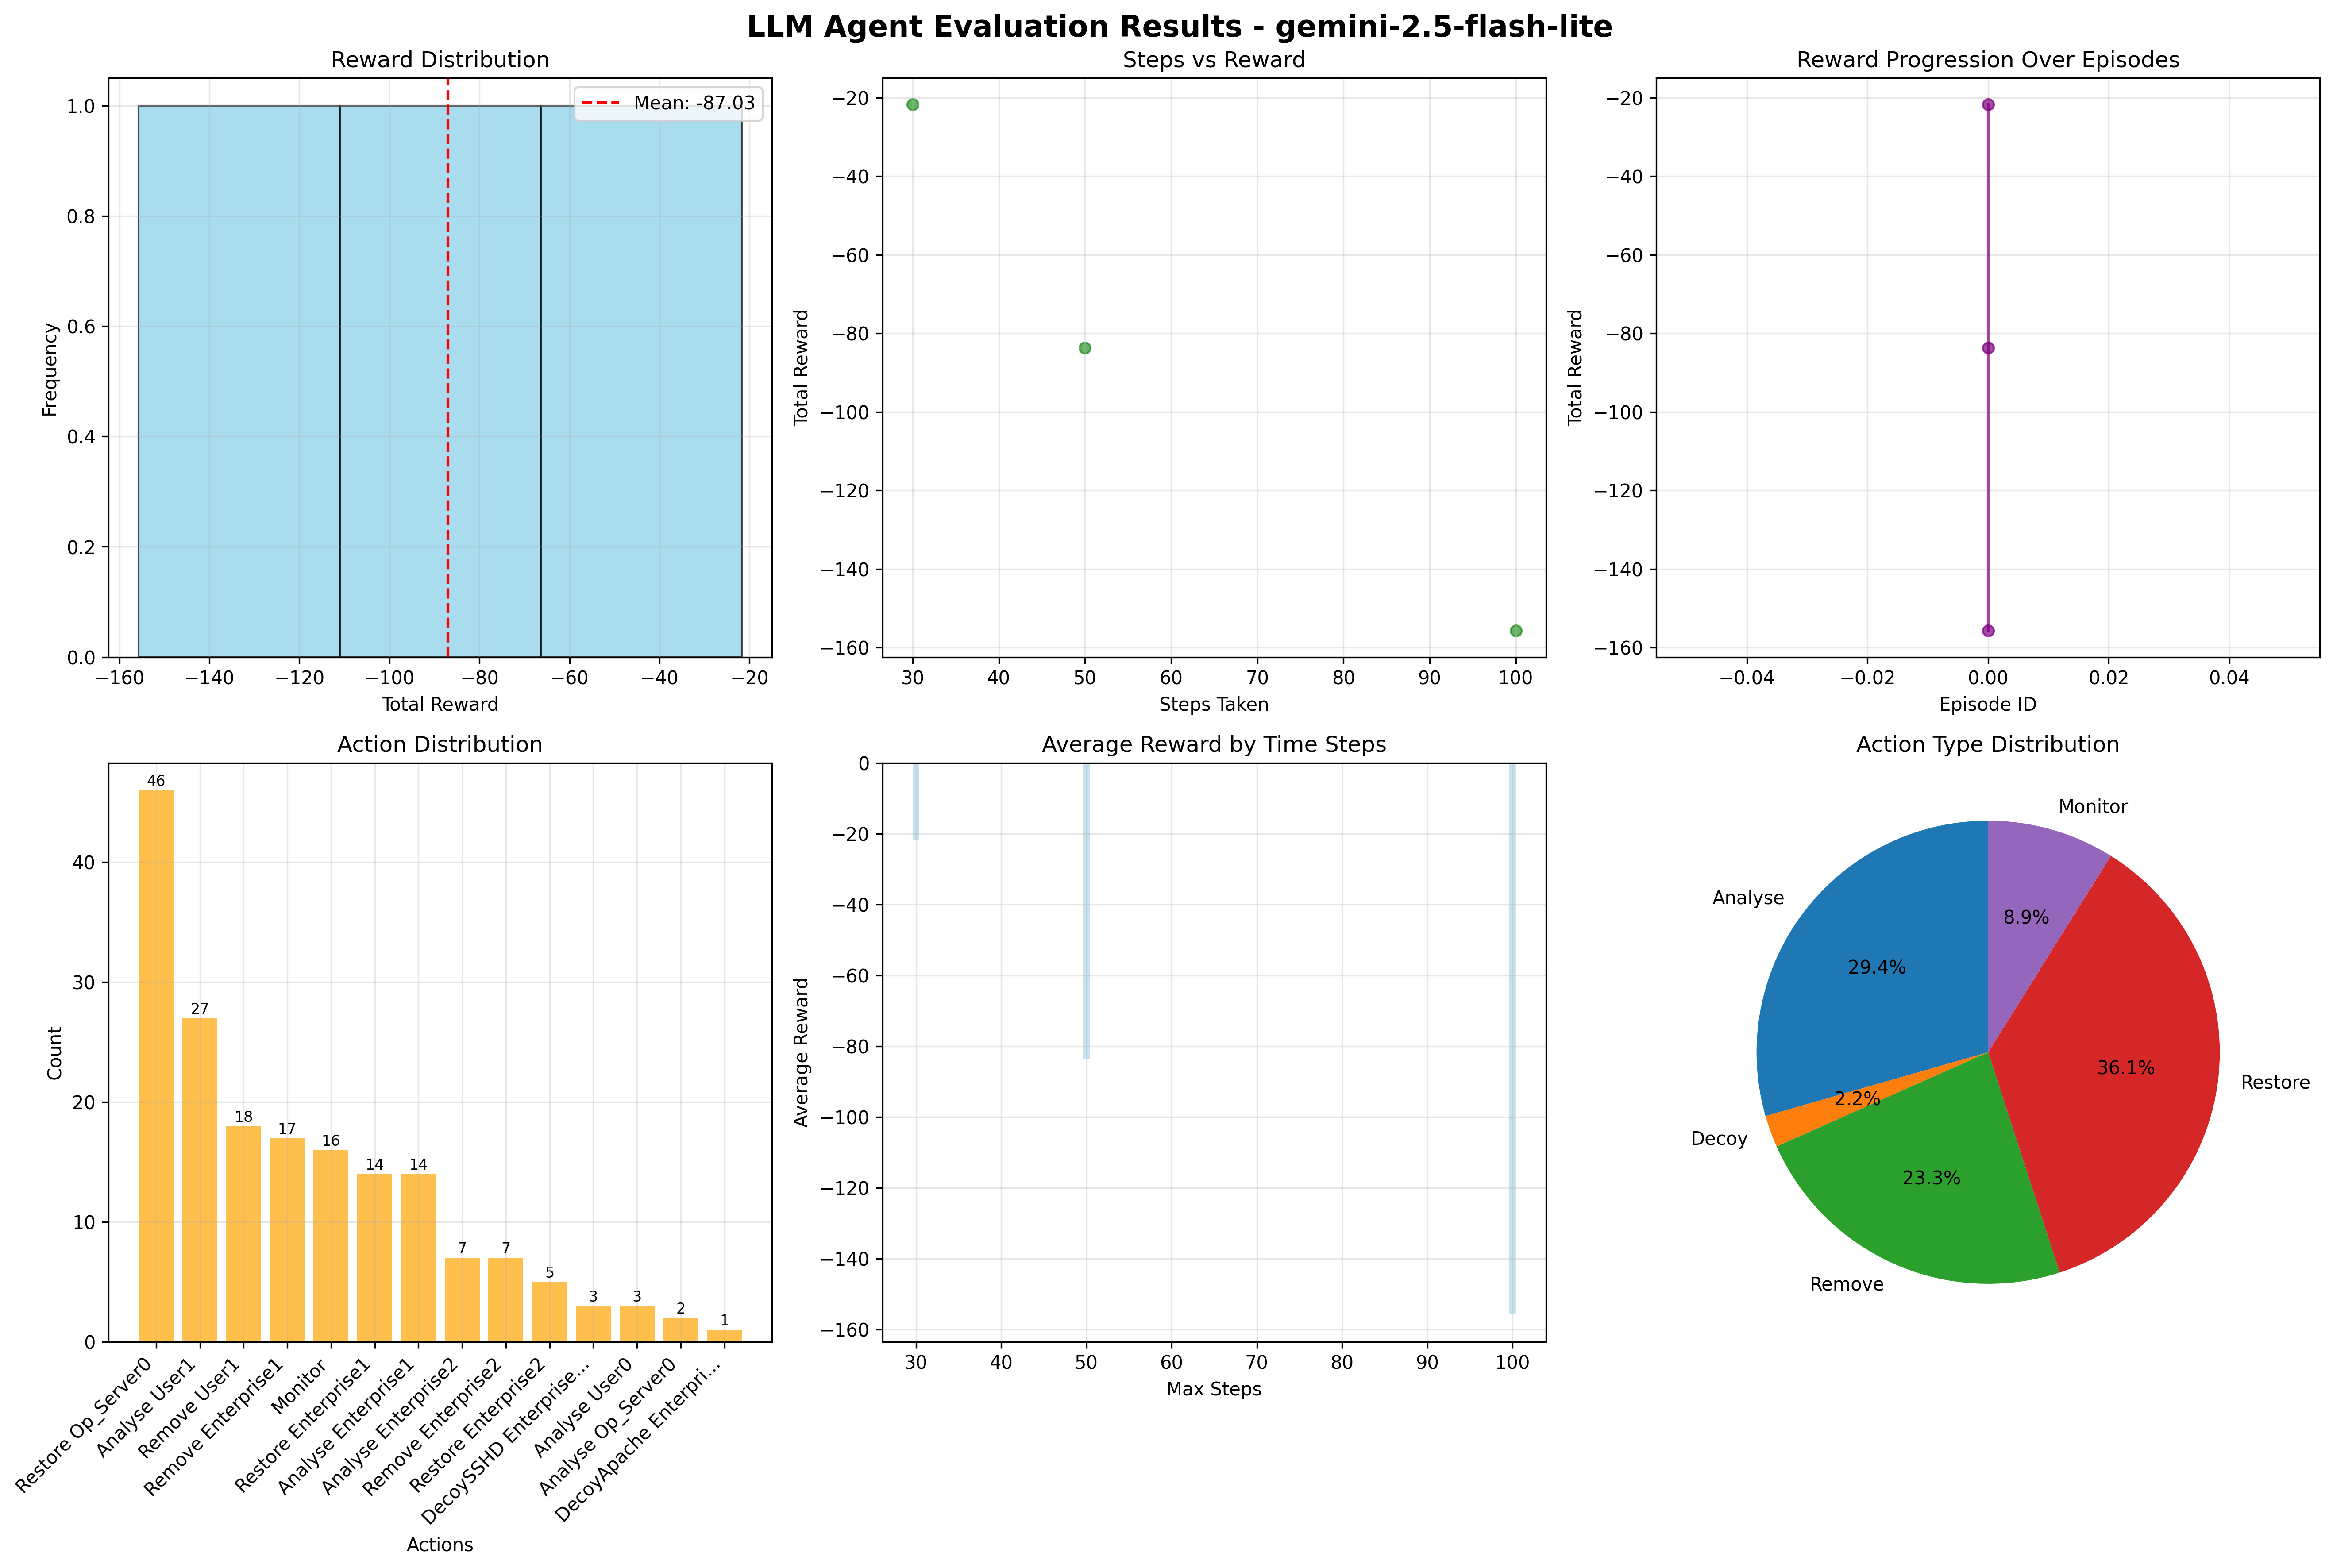 LLM Agent Evaluation Results - gemini-2.5-flash-lite
Reward Distribution
Frequency
1.0
0.8
0.6
0.4
0.2
0.0
Mean: -87.03
−160 −140 −120 −100 −80 −60 −40 −20
Total Reward
Steps vs Reward
Total Reward
−20
−40
−60
−80
−100
−120
−140
−160
30 40 50 60 70 80 90 100
Steps Taken
Reward Progression Over Episodes
Total Reward
−20
−40
−60
−80
−100
−120
−140
−160
−0.04 −0.02 0.00 0.02 0.04
Episode ID
Action Distribution
Count
40
30
20
10
0
46 27 18 17 16 14 14 7 7 5 3 3 2 1
Restore Op_Server0
Analyse User1
Remove User1
Remove Enterprise1
Monitor
Restore Enterprise1
Analyse Enterprise1
Analyse Enterprise2
Remove Enterprise2
Restore Enterprise2
DecoySSHD Enterprise...
Analyse User0
Analyse Op_Server0
DecoyApache Enterpri...
Actions
Average Reward by Time Steps
Average Reward
0
−20
−40
−60
−80
−100
−120
−140
−160
30 40 50 60 70 80 90 100
Max Steps
Action Type Distribution
Monitor
8.9%
Analyse
29.4%
Decoy
2.2%
Remove
23.3%
Restore
36.1%